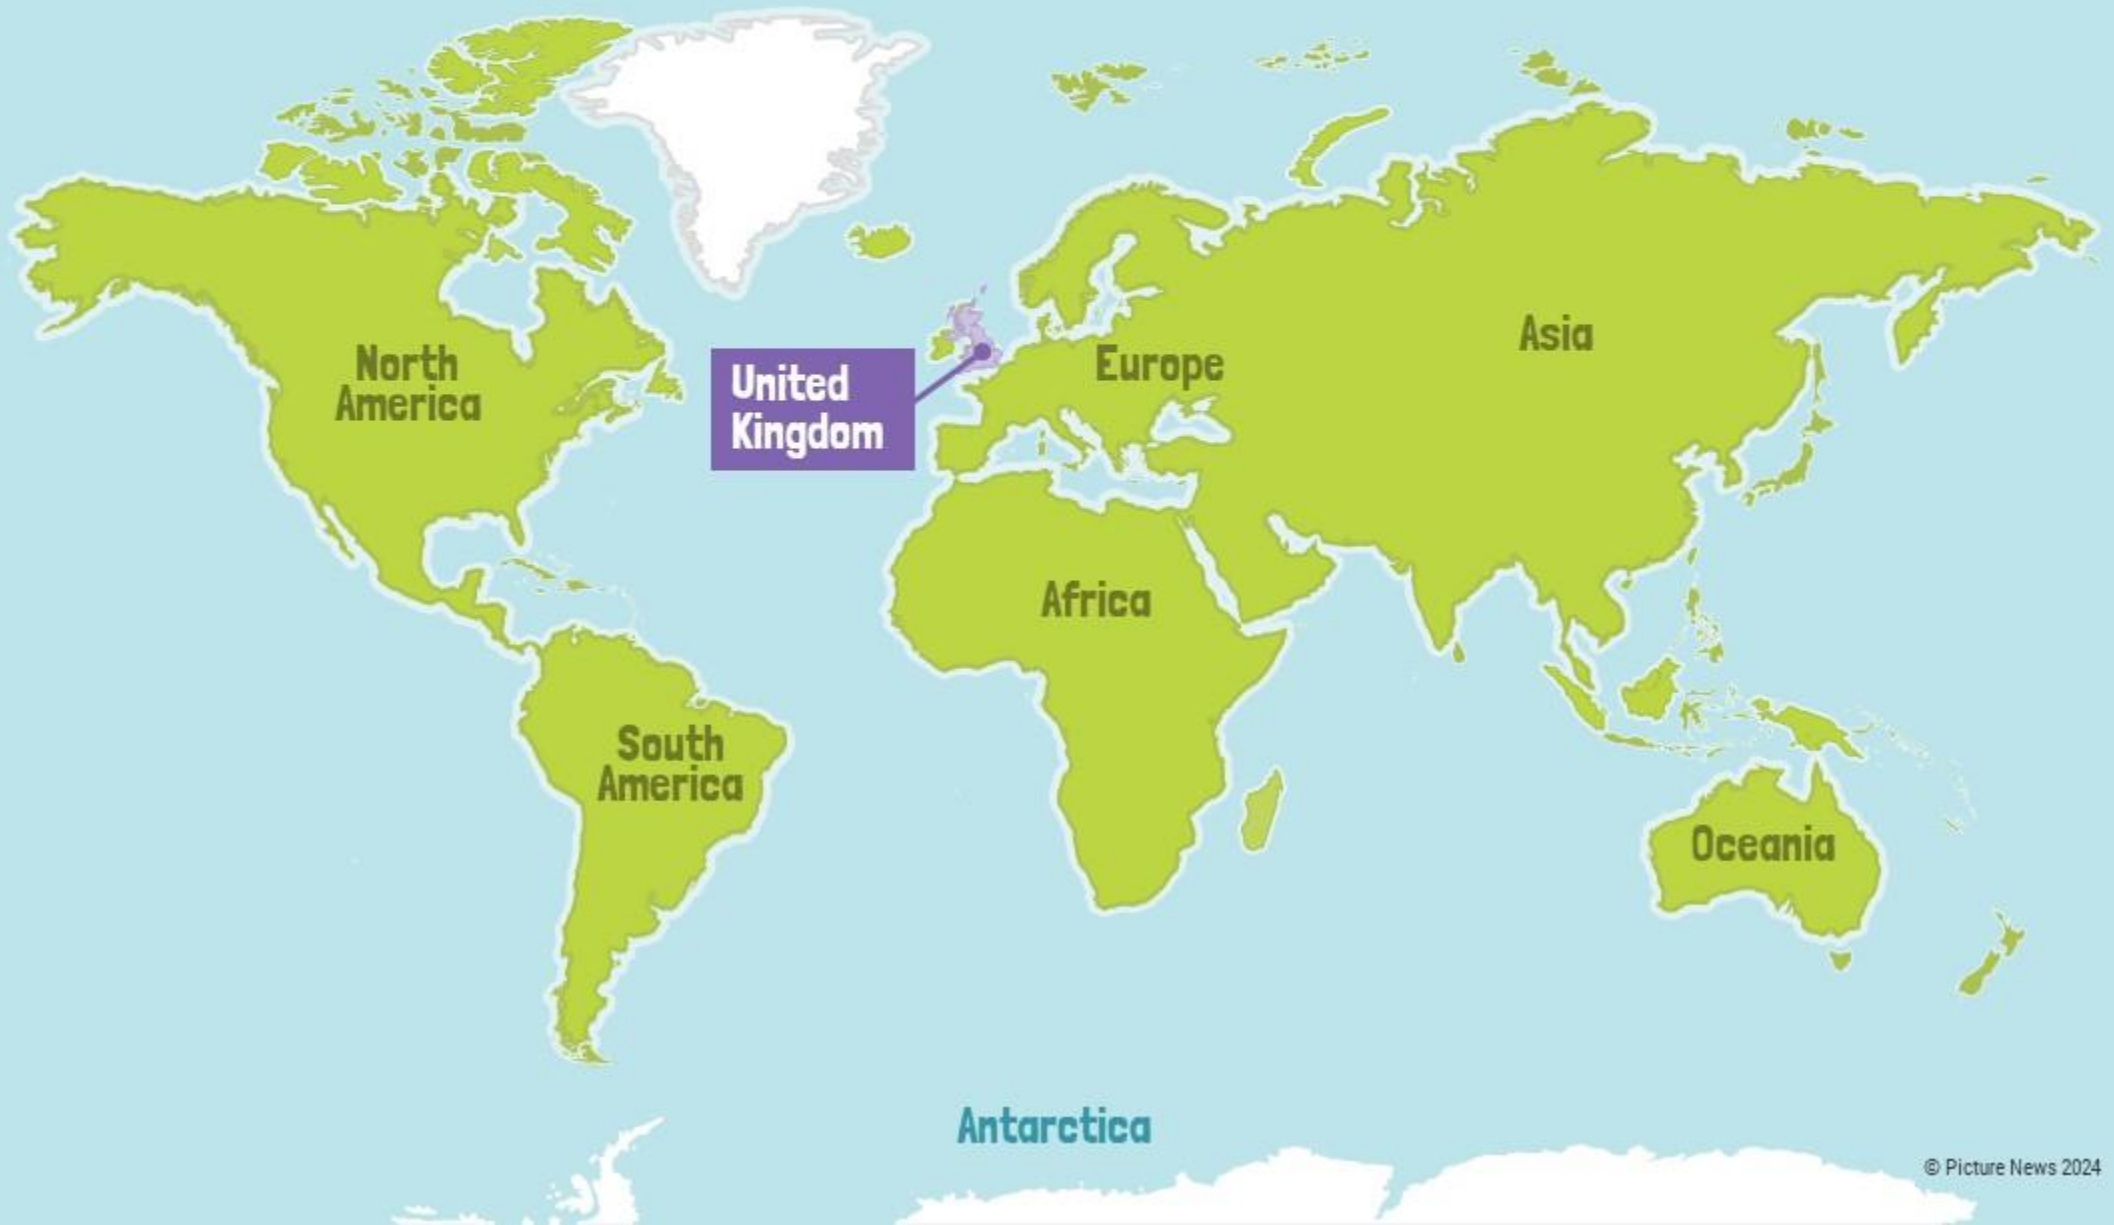 North
America
United
Kingdom
Europe
Asia
Africa
South
America
Oceania
Antarctica
© Picture News 2024